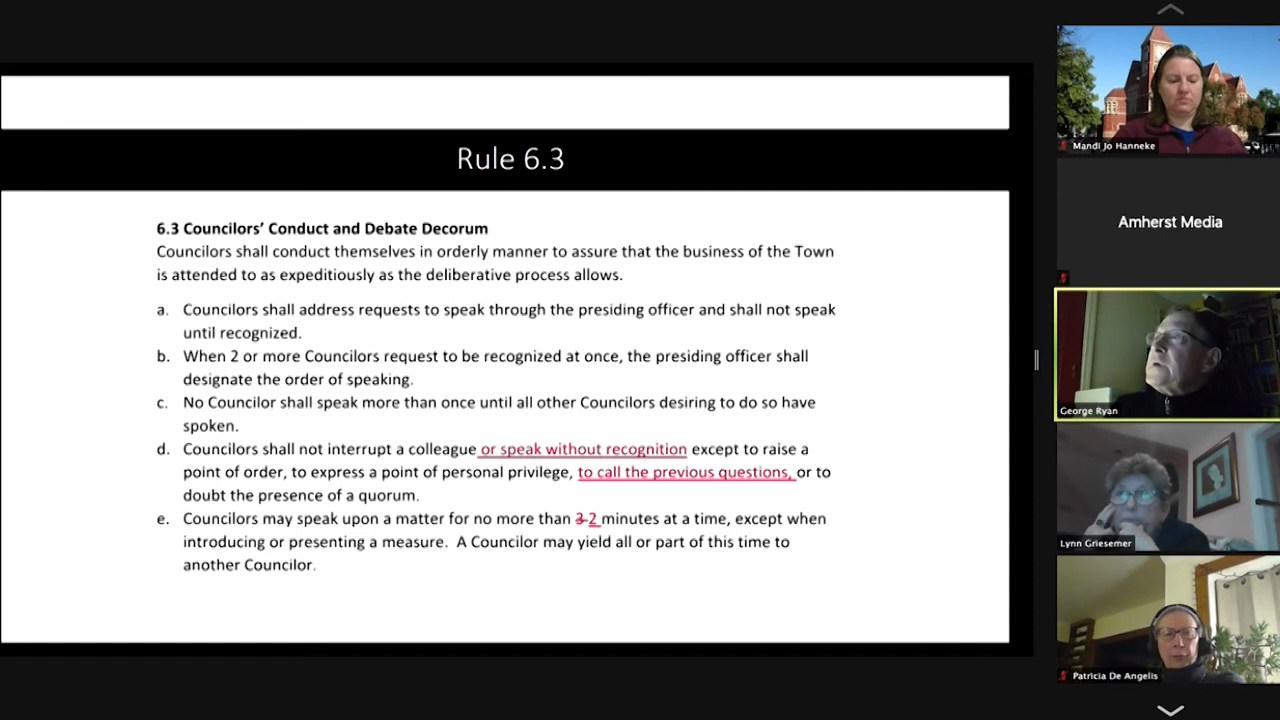 Rule 6.3
6.3 Councilors' Conduct and Debate Decorum
Councilors shall conduct themselves in orderly manner to assure that the business of the Town
is attended to as expeditiously as the deliberative process allows.
a. Councilors shall address requests to speak through the presiding officer and shall not speak
until recognized.
b. When 2 or more Councilors request to be recognized at once, the presiding officer shall
designate the order of speaking.
c. No Councilor shall speak more than once until all other Councilors desiring to do so have
spoken.
d. Councilors shall not interrupt a colleague or speak without recognition except to raise a
point of order, to express a point of personal privilege, to call the previous questions, or to
doubt the presence of a quorum.
e. Councilors may speak upon a matter for no more than 3 2 minutes at a time, except when
introducing or presenting a measure. A Councilor may yield all or part of this time to
another Councilor.
Mandi Jo Hanneke
Amherst Media
George Ryan
Lynn Griesemer
Patricia De Angelis